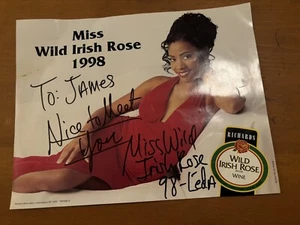 Miss
Wild Irish Rose
1998
To: JAMES
Nice to Meet
You
Miss Wild
Irish Rose
98-
RICHARDS
WILD
IRISH ROSE
WINE